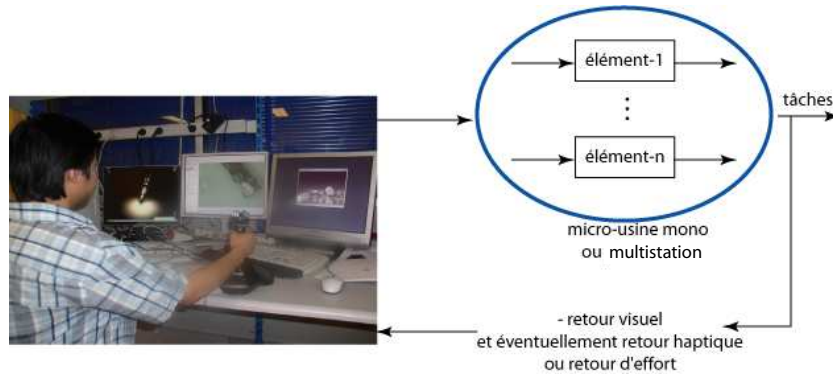 élément-1
tâches
élément-n
micro-usine mono
ou multistation
- retour visuel
et éventuellement retour haptique
ou retour d'effort